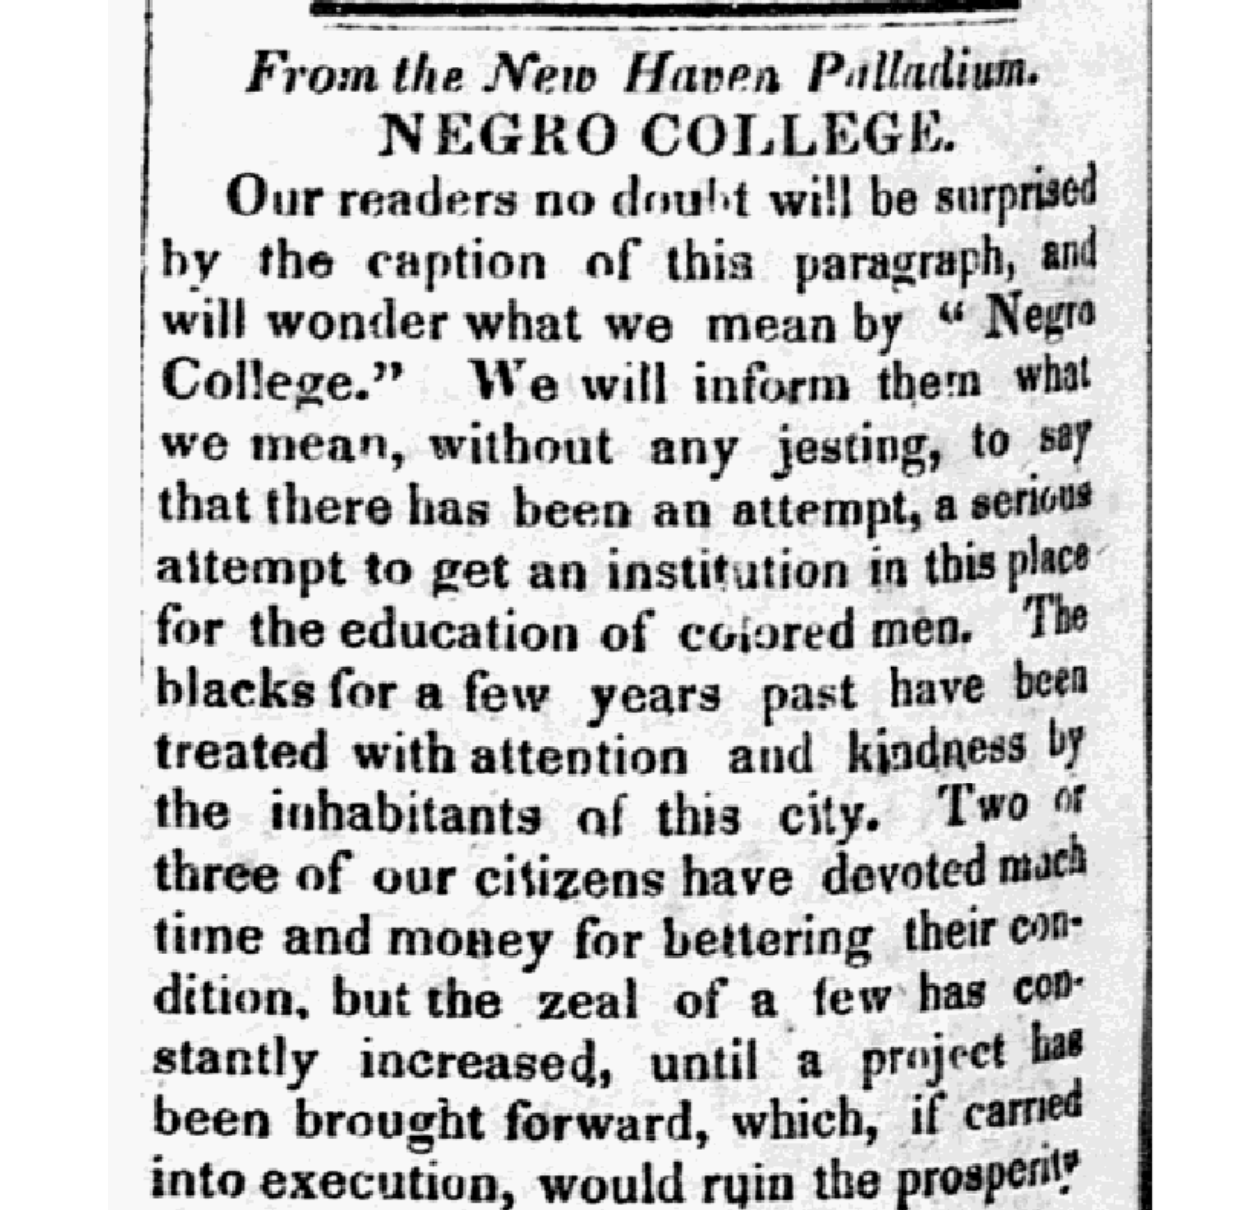 From the New Haven Palladium.
NEGRO COLLEGE.
Our readers no doubt will be surprised
by the caption of this paragraph, and
will wonder what we mean by “ Negro
College.” We will inform them what
we mean, without any jesting, to say
that there has been an attempt, a serious
attempt to get an institution in this place
for the education of colored men. The
blacks for a few years past have been
treated with attention and kindness by
the inhabitants of this city. Two or
three of our citizens have devoted much
time and money for bettering their con-
dition, but the zeal of a few has con-
stantly increased, until a project has
been brought forward, which, if carried
into execution, would ruin the prosperity